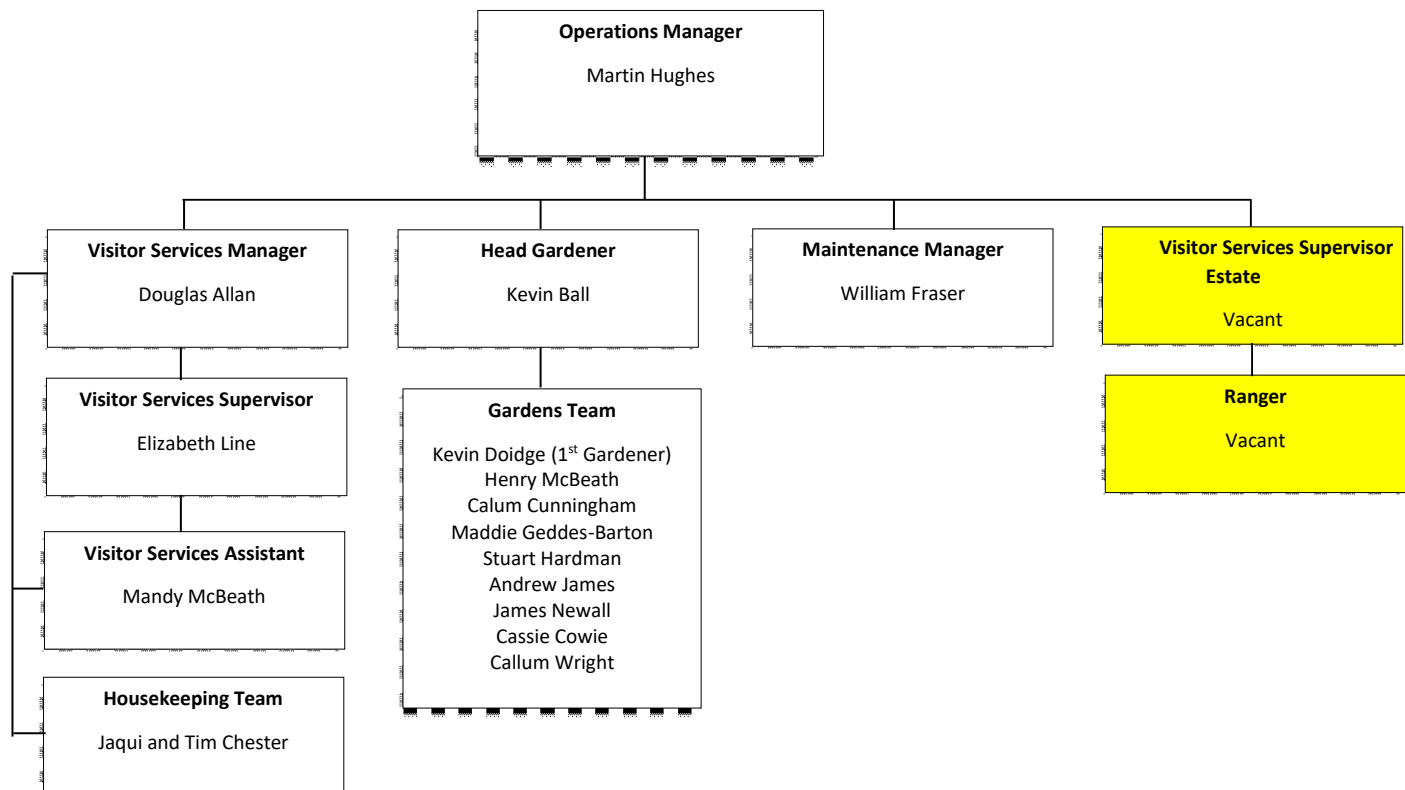 Operations Manager
Martin Hughes
Visitor Services Manager
Douglas Allan
Head Gardener
Kevin Ball
Maintenance Manager
William Fraser
Visitor Services Supervisor
Estate
Vacant
Visitor Services Supervisor
Elizabeth Line
Gardens Team
Kevin Doidge (1st Gardener)
Henry McBeath
Calum Cunningham
Maddie Geddes-Barton
Stuart Hardman
Andrew James
James Newall
Cassie Cowie
Callum Wright
Ranger
Vacant
Visitor Services Assistant
Mandy McBeath
Housekeeping Team
Jaqui and Tim Chester